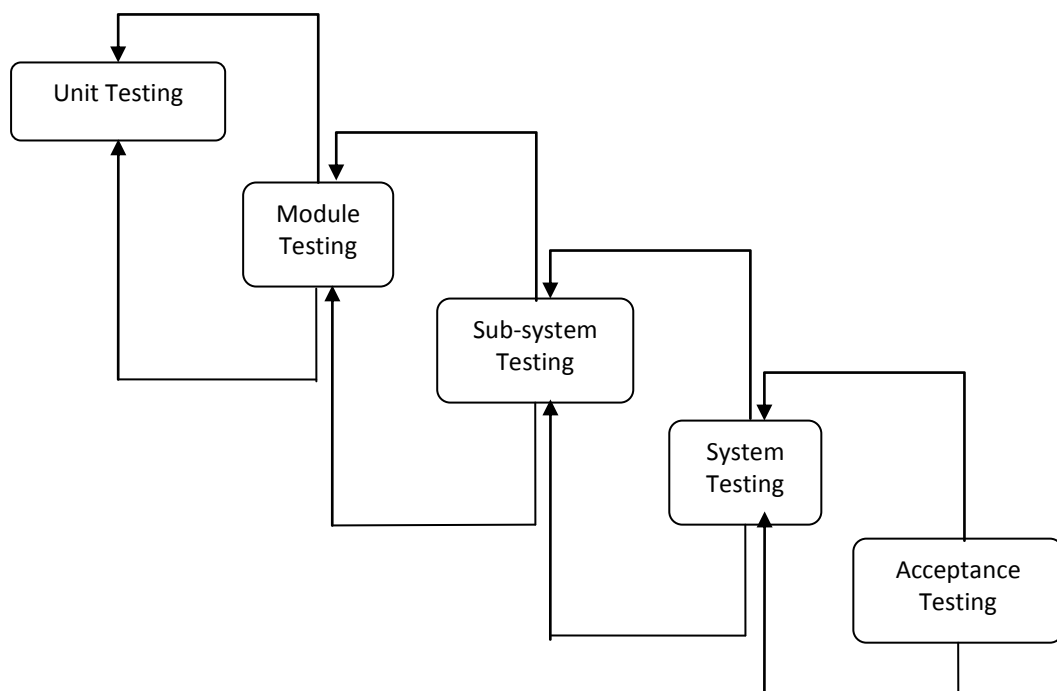 Unit Testing
Module
Testing
Sub-system
Testing
System
Testing
Acceptance
Testing